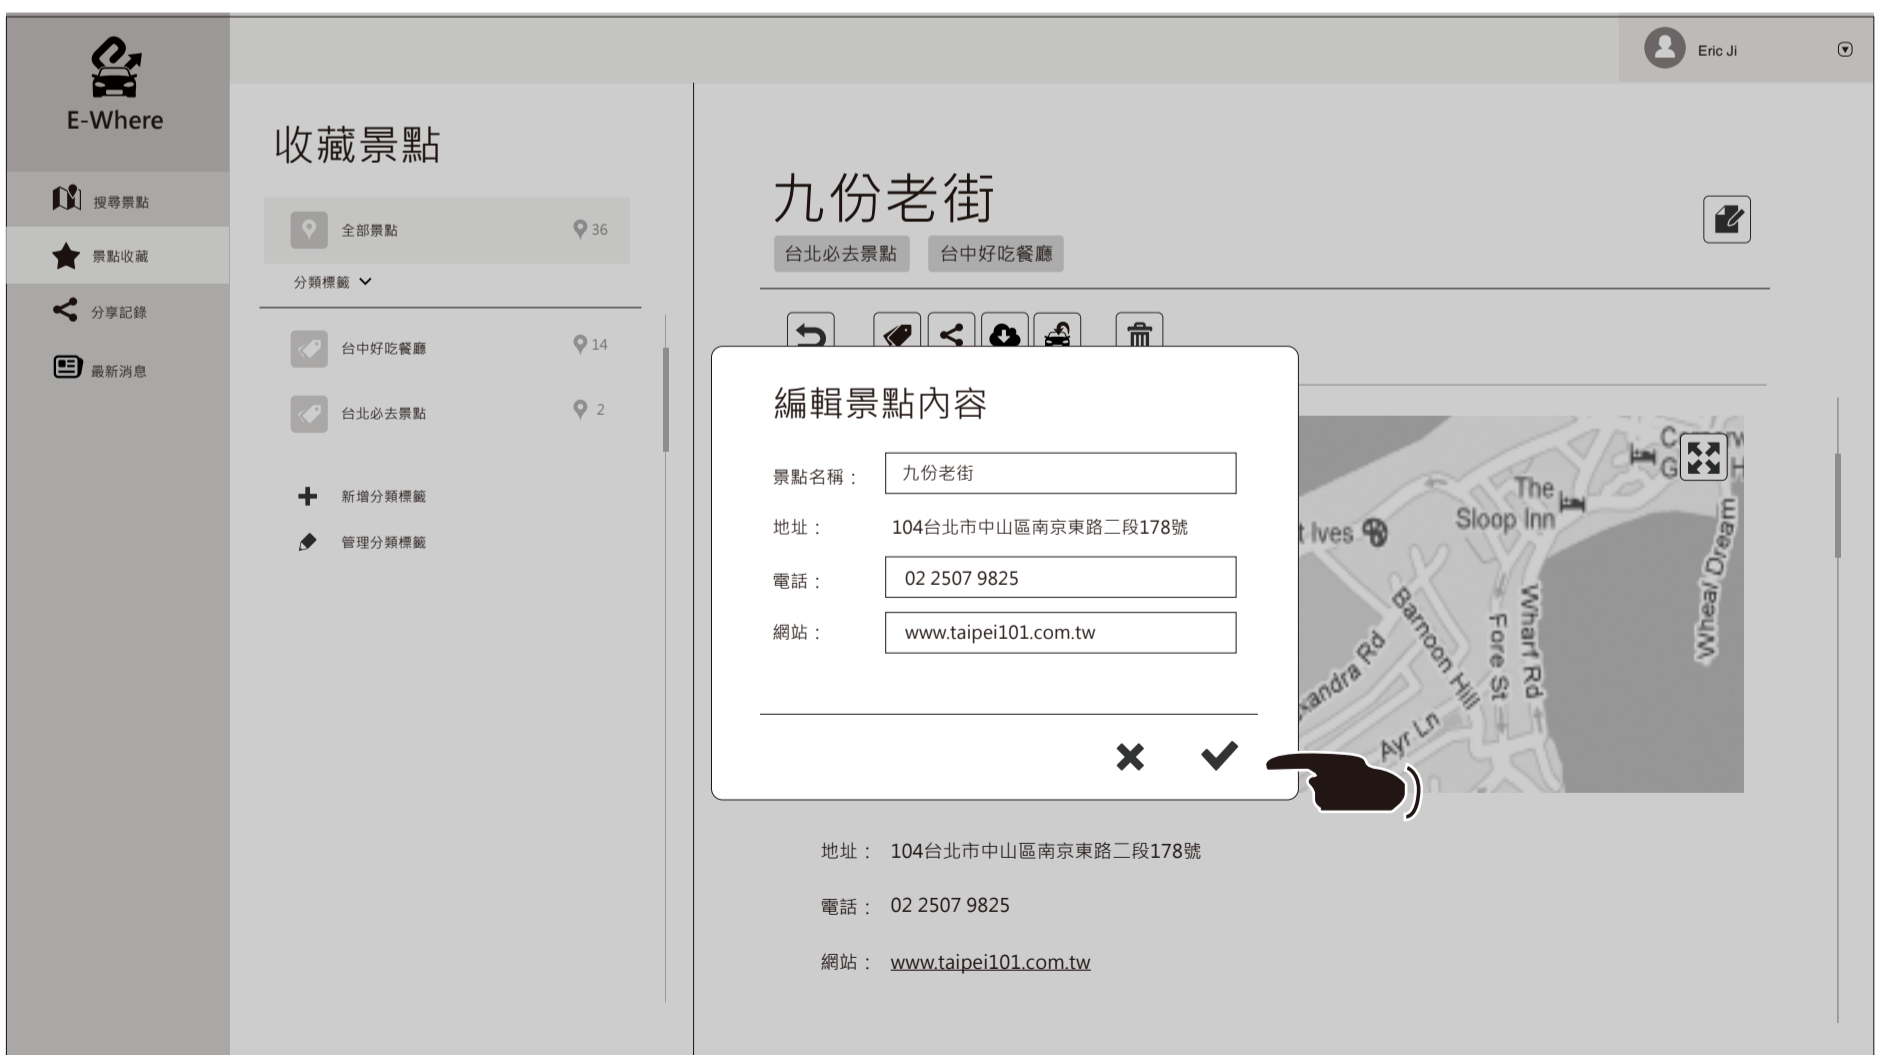 E-Where
Eric Ji
搜尋景點
景點收藏
分享記錄
最新消息
收藏景點
全部景點 36
分類標籤
台中好吃餐廳 14
台北必去景點 2
新增分類標籤
管理分類標籤
九份老街
台北必去景點 台中好吃餐廳
編輯景點內容
景點名稱： 九份老街
地址： 104台北市中山區南京東路二段178號
電話： 02 2507 9825
網站： www.taipei101.com.tw
The
Sloop Inn
t Ives
Barnoon Hill
Wharf Rd
Fore St
xandra Rd
Ayr Ln
Wheal Dream
地址： 104台北市中山區南京東路二段178號
電話： 02 2507 9825
網站： www.taipei101.com.tw